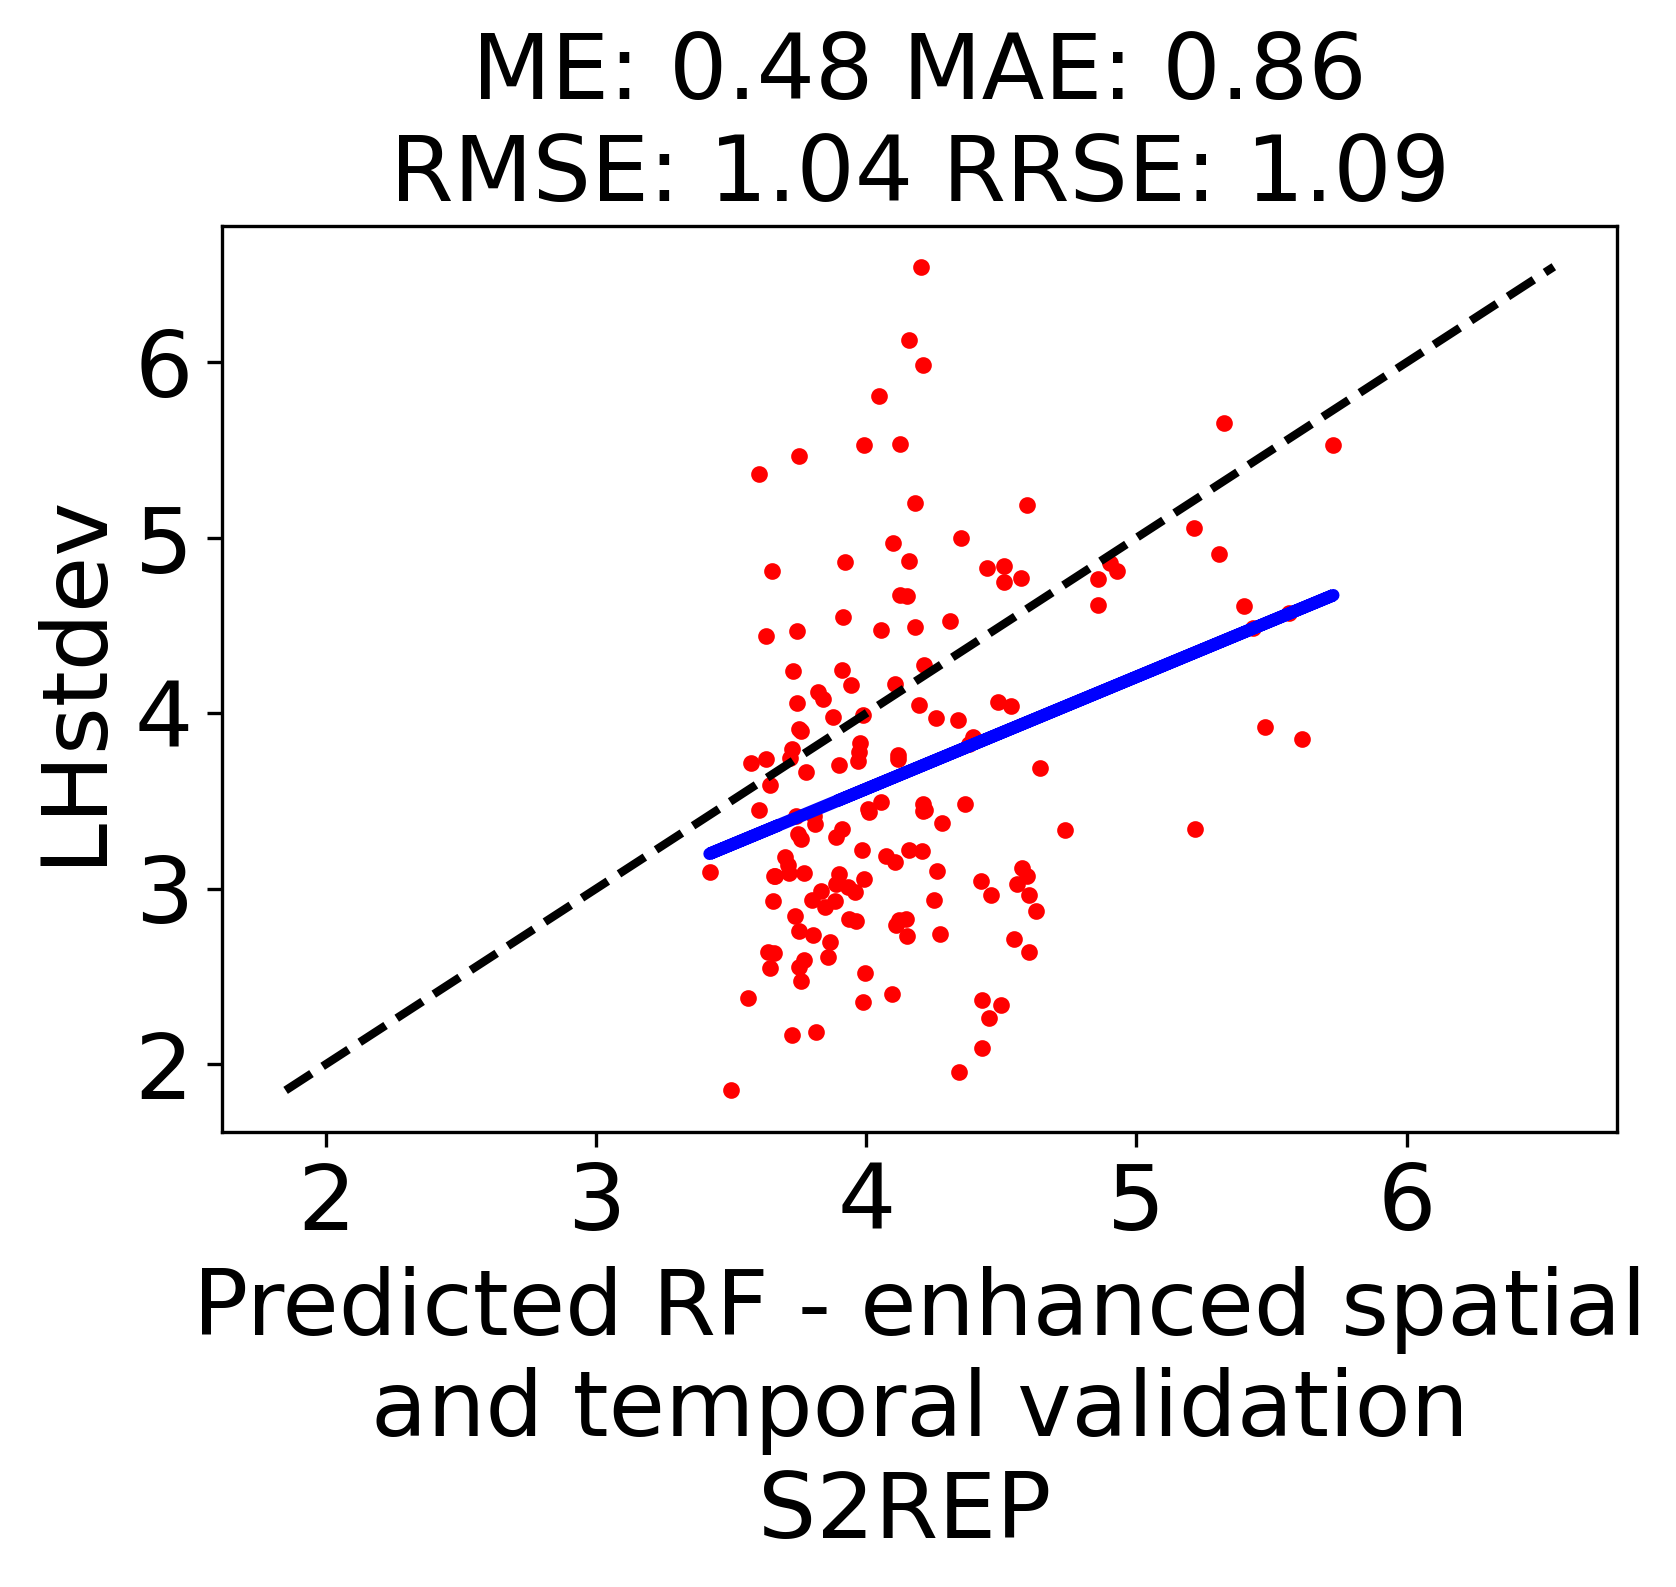 ME: 0.48 MAE: 0.86
RMSE: 1.04 RRSE: 1.09
6
5
4
3
2
LHstdev
2 3 4 5 6
Predicted RF - enhanced spatial
and temporal validation
S2REP